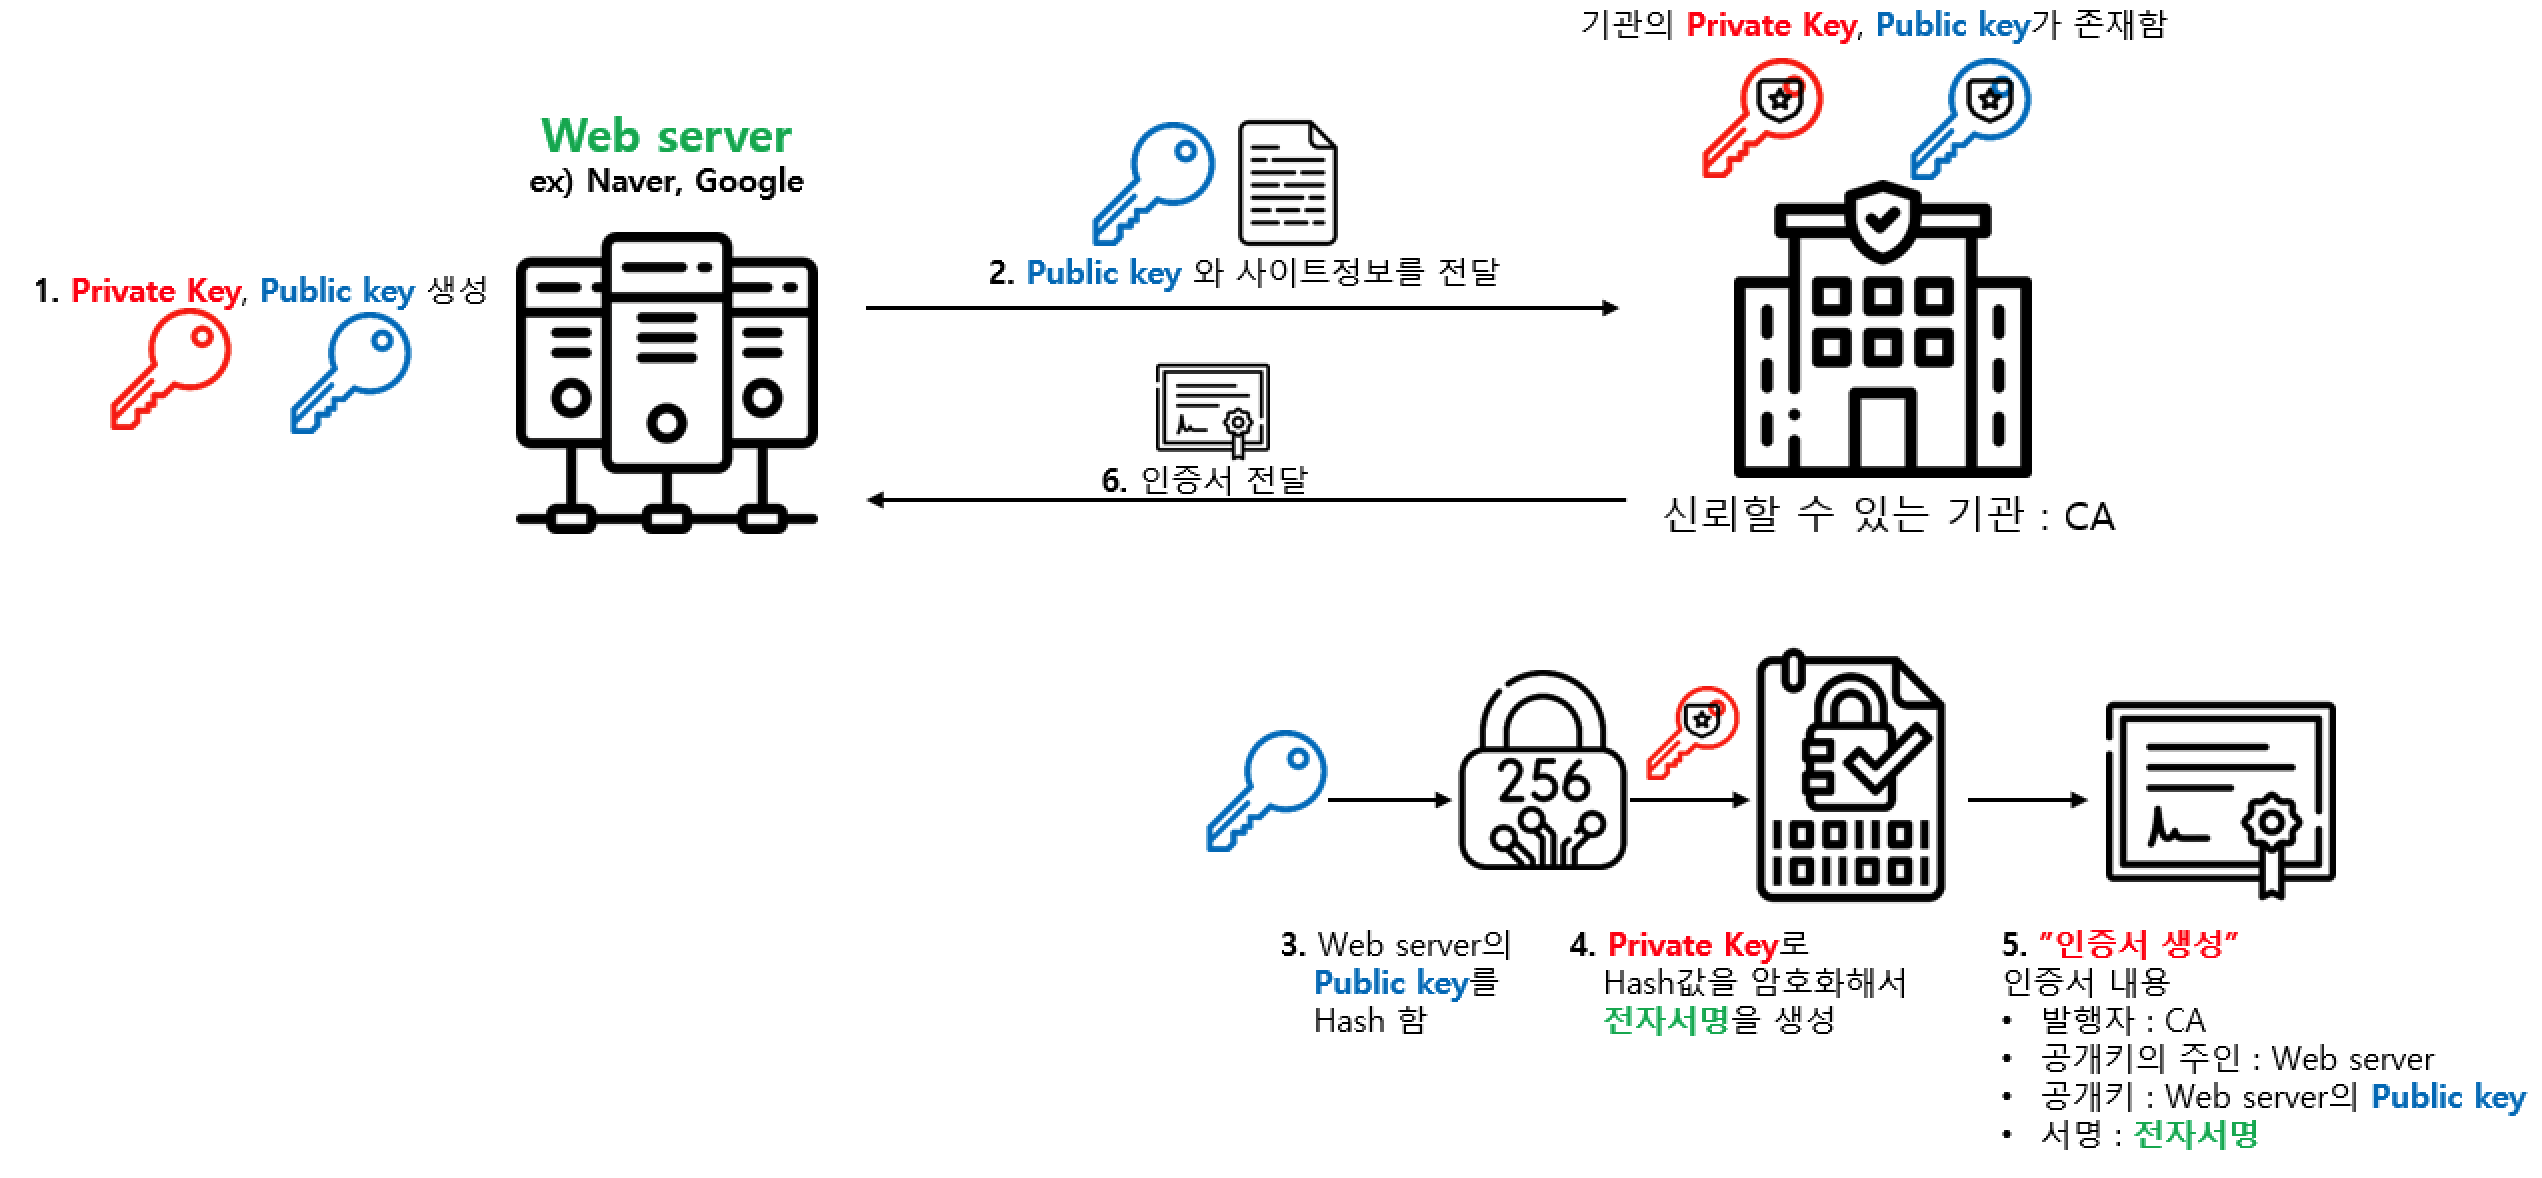 기관의 Private Key, Public key가 존재함
Web server
ex) Naver, Google
1. Private Key, Public key 생성
2. Public key 와 사이트정보를 전달
6. 인증서 전달
신뢰할 수 있는 기관 : CA
256
3. Web server의
Public key를
Hash 함
4. Private Key로
Hash값을 암호화해서
전자서명을 생성
5. ”인증서 생성”
인증서 내용
• 발행자 : CA
• 공개키의 주인 : Web server
• 공개키 : Web server의 Public key
• 서명 : 전자서명